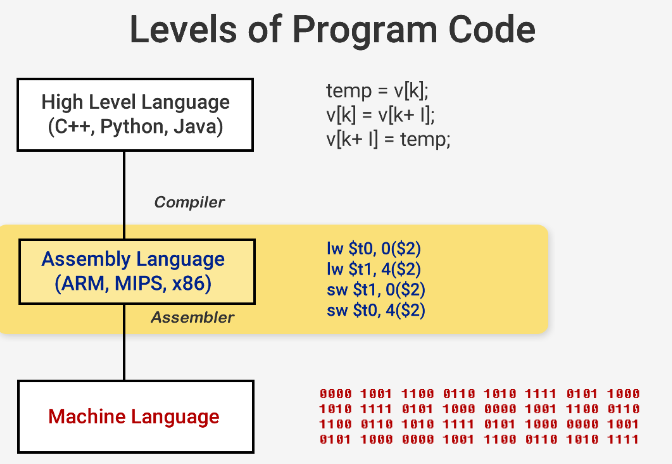 Levels of Program Code
High Level Language
(C++, Python, Java)
temp = v[k];
v[k] = v[k+ I];
v[k+ I] = temp;
Compiler
Assembly Language
(ARM, MIPS, x86)
lw $t0, 0($2)
lw $t1, 4($2)
sw $t1, 0($2)
sw $t0, 4($2)
Assembler
Machine Language
0000 1001 1100 0110 1010 1111 0101 1000
1010 1111 0101 1000 0000 1001 1100 0110
1100 0110 1010 1111 0101 1000 0000 1001
0101 1000 0000 1001 1100 0110 1010 1111